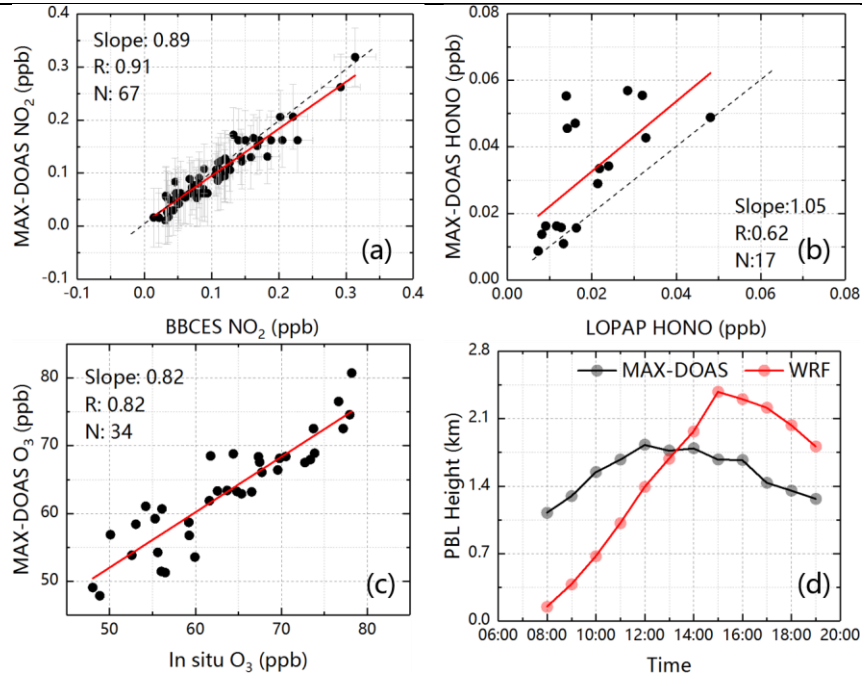 Slope: 0.89
R: 0.91
N: 67
0.4
0.3
0.2
0.1
0.0
-0.1
MAX-DOAS NO₂ (ppb)
(a)
-0.1 0.0 0.1 0.2 0.3 0.4
BBCES NO₂ (ppb)
0.08
0.06
0.04
0.02
0.00
MAX-DOAS HONO (ppb)
Slope:1.05
R:0.62
N:17
(b)
0.00 0.02 0.04 0.06 0.08
LOPAP HONO (ppb)
Slope: 0.82
R: 0.82
N: 34
80
70
60
50
MAX-DOAS O₃ (ppb)
(c)
50 60 70 80
In situ O₃ (ppb)
MAX-DOAS WRF
2.8
2.1
1.4
0.7
0.0
PBL Height (km)
(d)
06:00 08:00 10:00 12:00 14:00 16:00 18:00 20:00
Time